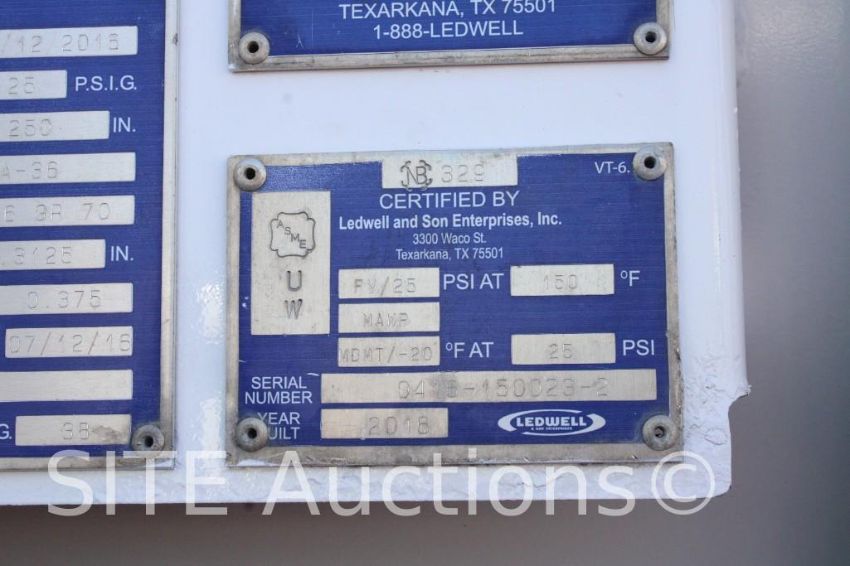 TEXARKANA, TX 75501
1-888-LEDWELL
/12/2016
25 P.S.I.G.
250 IN.
A-36
6 GR 70
.3125 IN.
0.375
07/12/16
G. 38
NB 329
VT-6.
CERTIFIED BY
Ledwell and Son Enterprises, Inc.
3300 Waco St.
Texarkana, TX 75501
ASME
U
W
FV/25 PSI AT 150 °F
MAWP
MDMT/-20 °F AT 25 PSI
SERIAL
NUMBER
YEAR
BUILT 2016
LEDWELL
& SON ENTERPRISES
SITE Auctions©